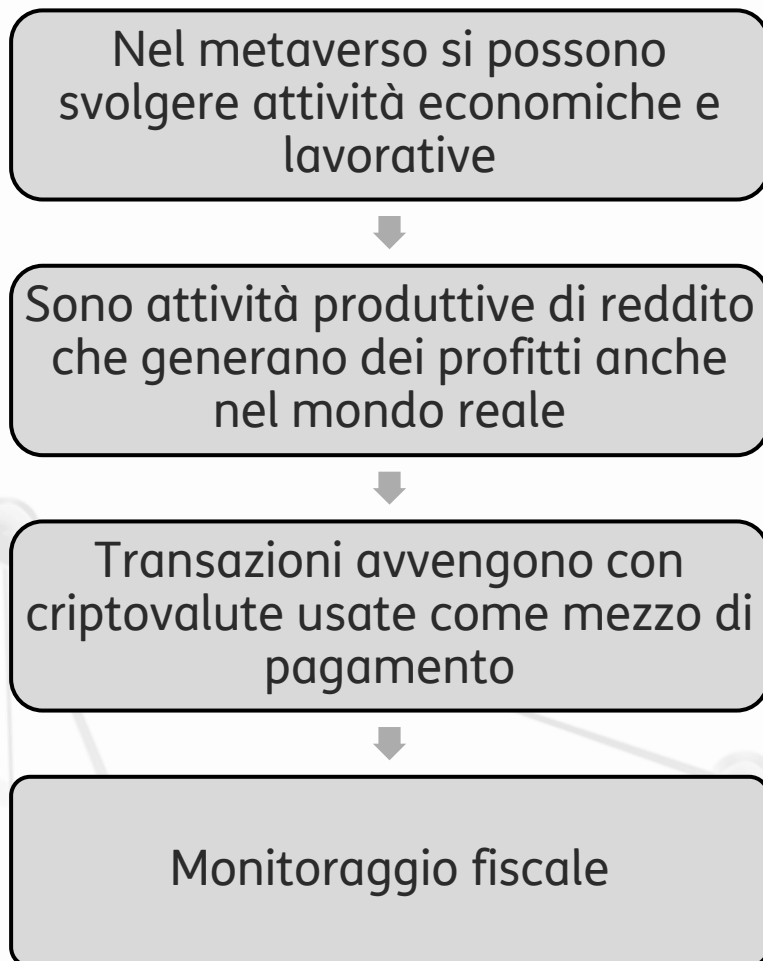 Nel metaverso si possono
svolgere attività economiche e
lavorative
Sono attività produttive di reddito
che generano dei profitti anche
nel mondo reale
Transazioni avvengono con
criptovalute usate come mezzo di
pagamento
Monitoraggio fiscale